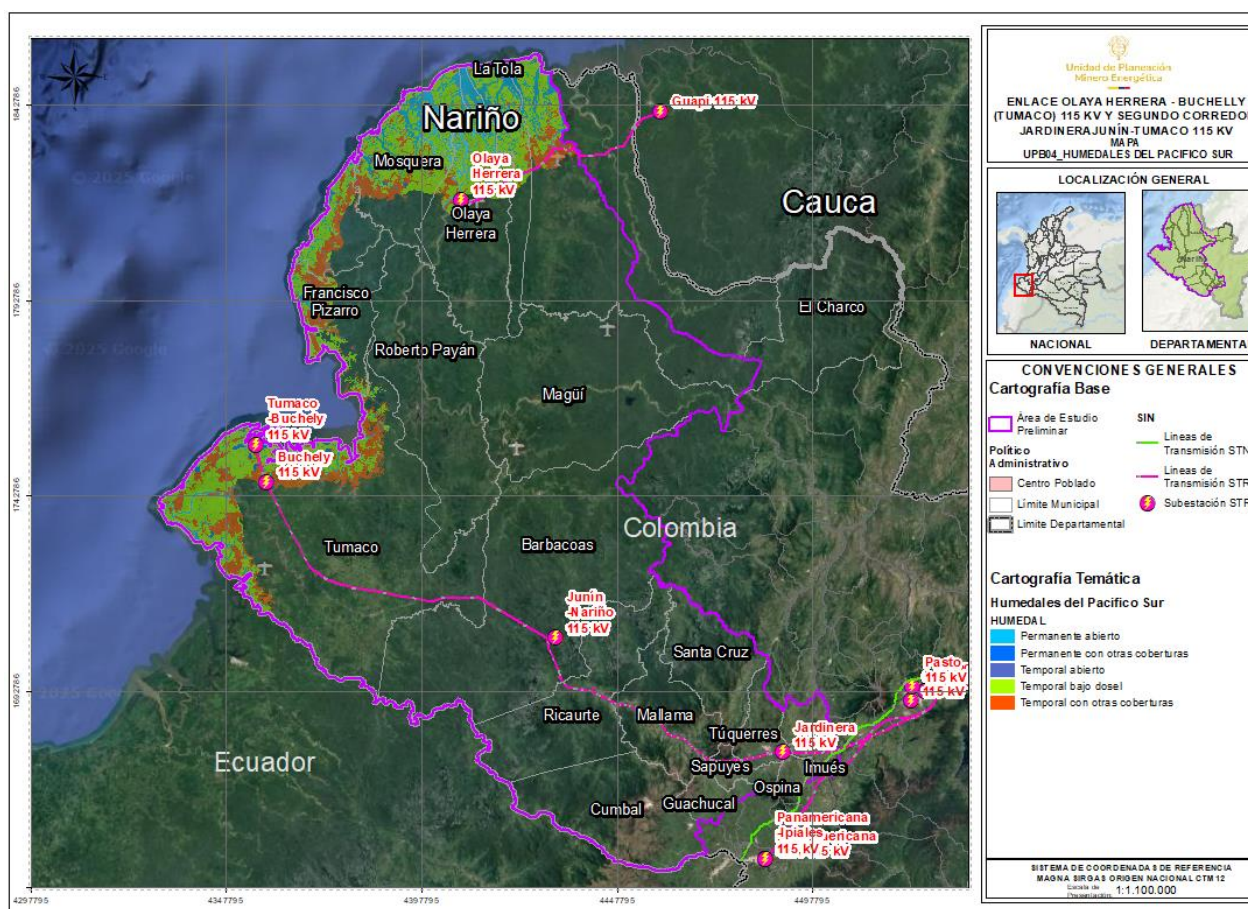 La Tola
Nariño
Guapi 115 kV
Mosquera
Olaya
Herrera
115 kV
Olaya
Herrera
Cauca
Francisco
Pizarro
El Charco
Roberto Payán
Magüí
Tumaco
-Buchely
115 kV
Buchely
115 kV
Colombia
Tumaco
Barbacoas
Junín
-Nariño
115 kV
Santa Cruz
Pasto
115 kV
115 kV
Ricaurte
Mallama
Túquerres
Jardinera
115 kV
Sapuyes
Imués
Ecuador
Ospina
Guachucal
Cumbal
Panamericana
-Ipiales
115 kV
© 2025 Google
© 2025 Google
1842786
1792786
1742786
1692786
4297795
4347795
4397795
4447795
4497795
Unidad de Planeación
Minero Energética
ENLACE OLAYA HERRERA - BUCHELLY
(TUMACO) 115 KV Y SEGUNDO CORREDOR
JARDINERAJUNÍN-TUMACO 115 KV
MAPA
UPB04_HUMEDALES DEL PACIFICO SUR
LOCALIZACIÓN GENERAL
NACIONAL
DEPARTAMENTAL
CONVENCIONES GENERALES
Cartografía Base
Área de Estudio
Preliminar
Político
Administrativo
Centro Poblado
Límite Municipal
Limite Departamental
SIN
Lineas de
Transmisión STN
Lineas de
Transmisión STR
Subestación STR
Cartografía Temática
Humedales del Pacifico Sur
HUMEDAL
Permanente abierto
Permanente con otras coberturas
Temporal abierto
Temporal bajo dosel
Temporal con otras coberturas
SISTEMA DE COORDENADAS DE REFERENCIA
MAGNA SIRGAS ORIGEN NACIONAL CTM 12
Escala de
Presentación:
1:1.100.000